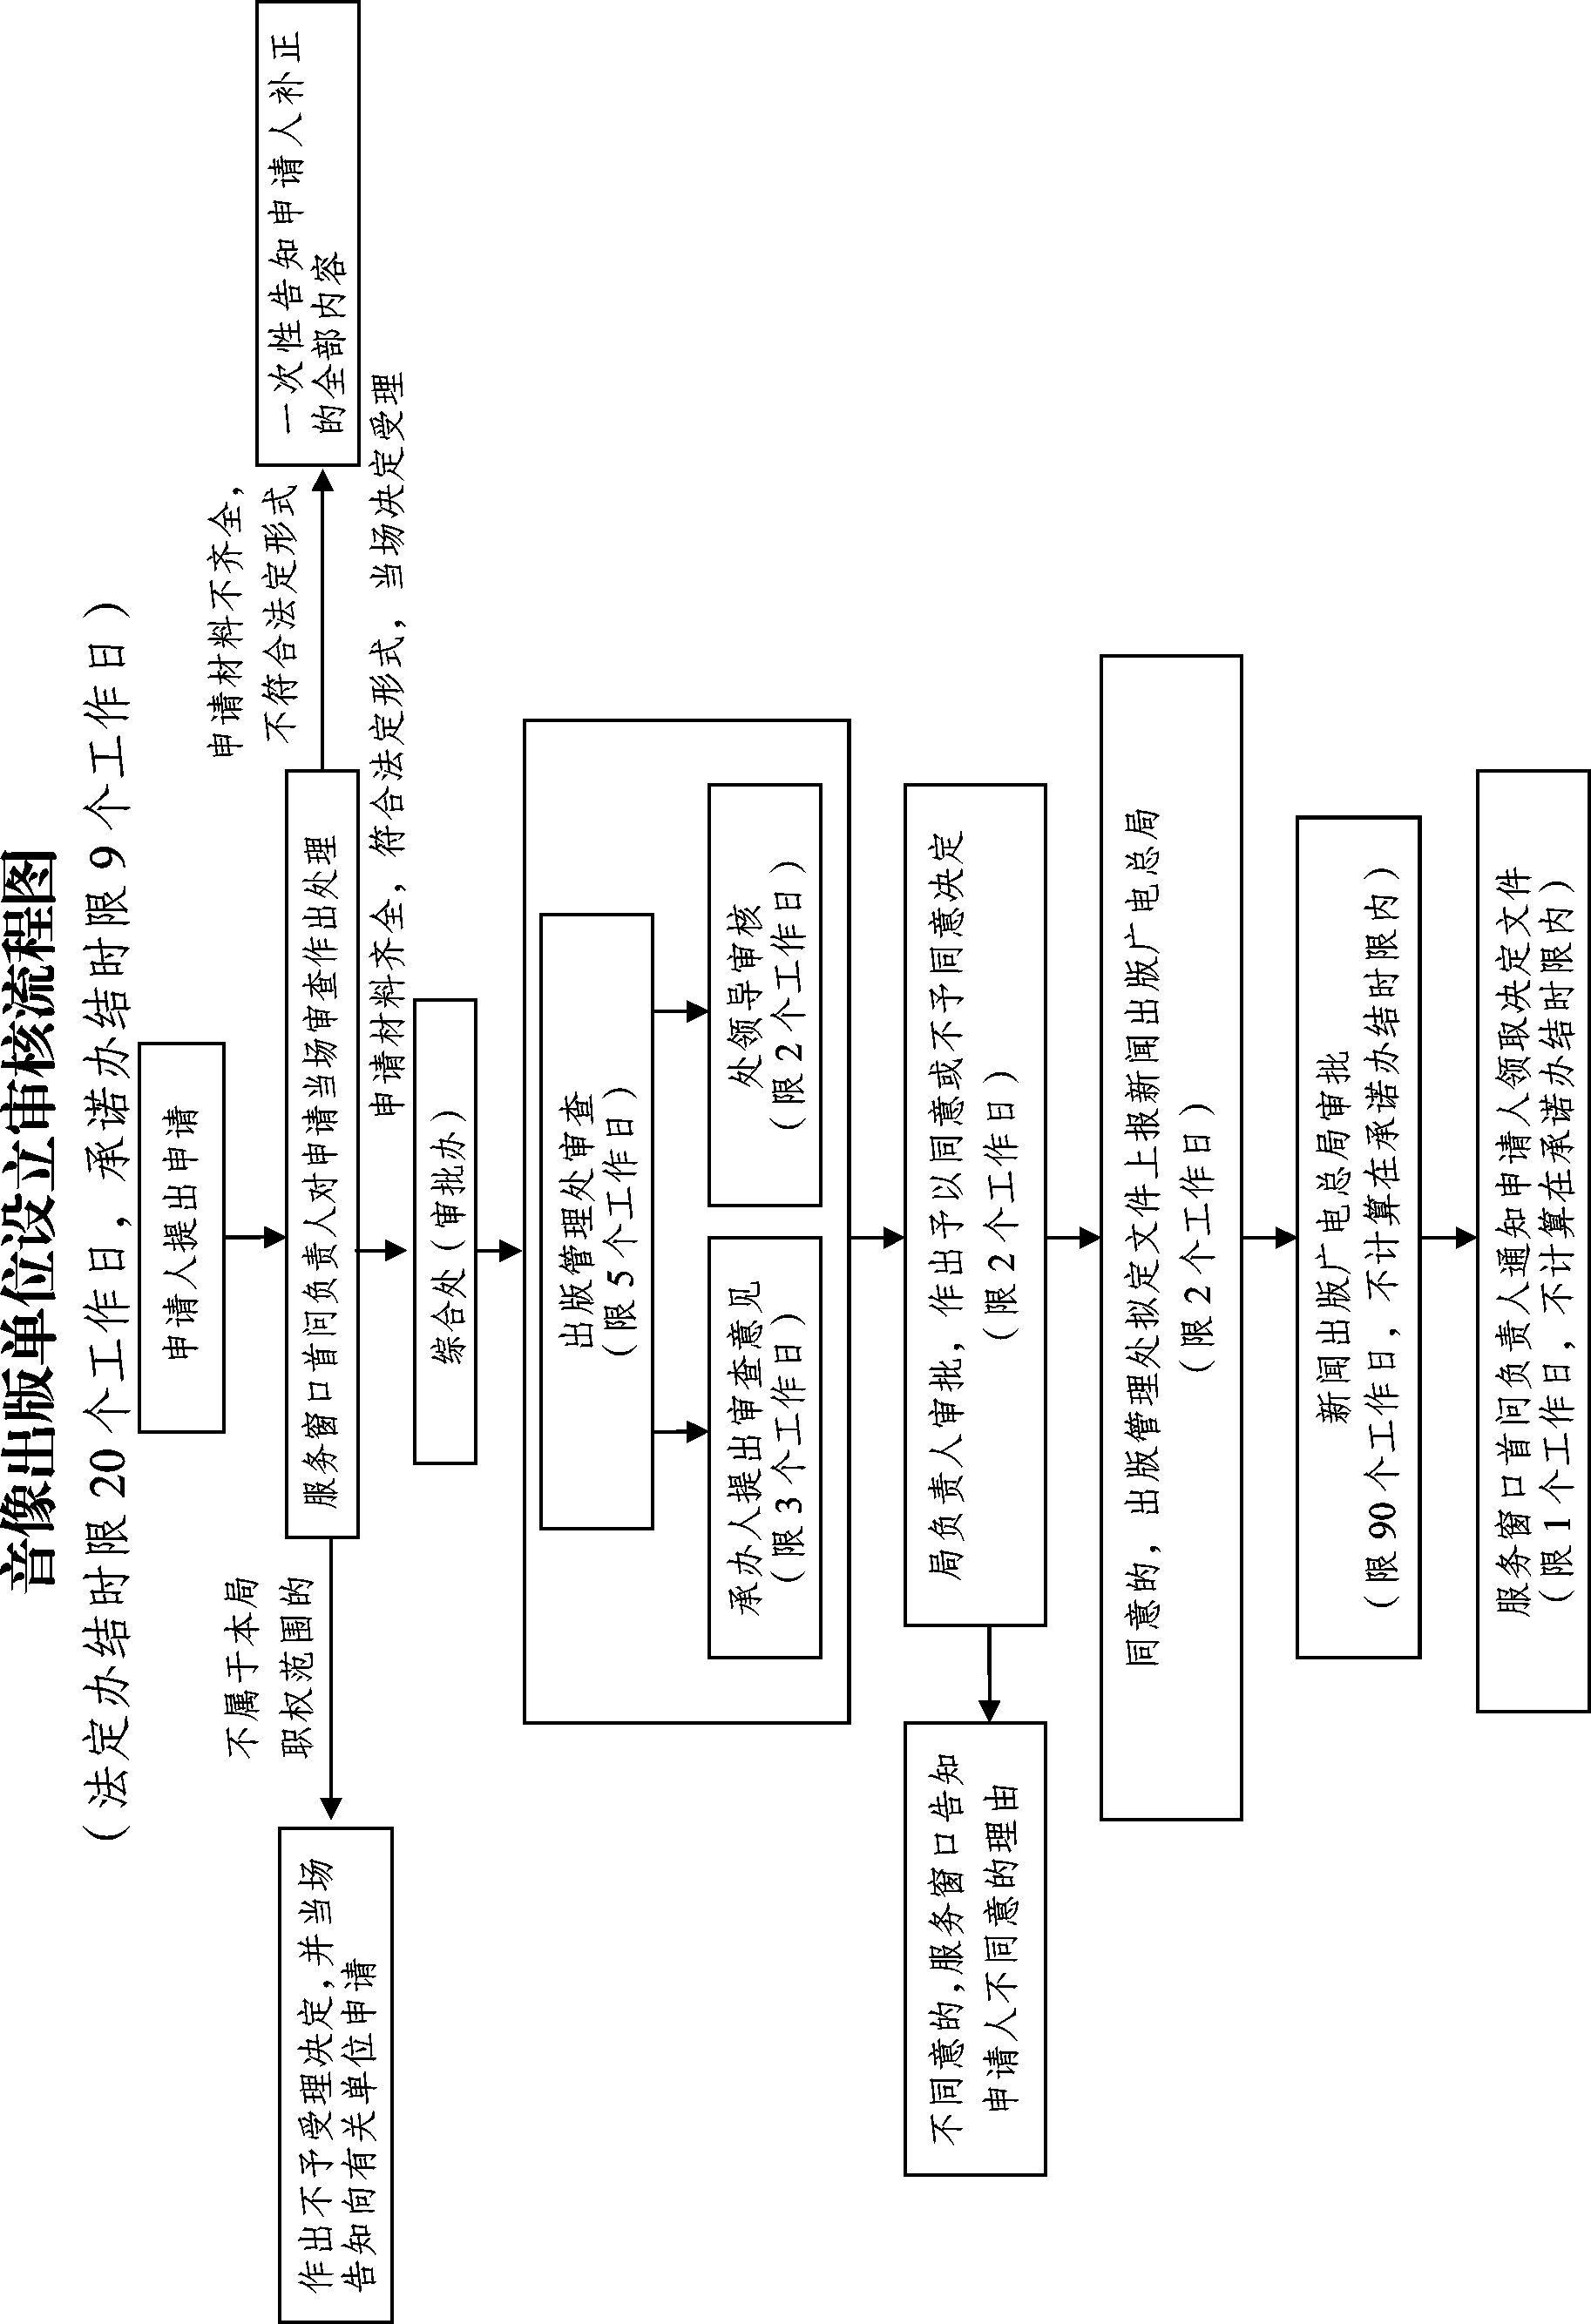 音像出版单位设立审核流程图
（法定办结时限 20 个工作日，承诺办结时限 9 个工作日）
申请人提出申请
服务窗口首问负责人对申请当场审查作出处理
不属于本局
职权范围的
作出不予受理决定,并当场
告知向有关单位申请
申请材料不齐全，
不符合法定形式
一次性告知申请人补正
的全部内容
申请材料齐全，符合法定形式，当场决定受理
综合处（审批办）
出版管理处审查
（限 5 个工作日）
承办人提出审查意见
（限 3 个工作日）
处领导审核
（限 2 个工作日）
局负责人审批，作出予以同意或不予同意决定
（限 2 个工作日）
不同意的,服务窗口告知
申请人不同意的理由
同意的，出版管理处拟定文件上报新闻出版广电总局
（限 2 个工作日）
新闻出版广电总局审批
（限 90 个工作日，不计算在承诺办结时限内）
服务窗口首问负责人通知申请人领取决定文件
（限 1 个工作日，不计算在承诺办结时限内）